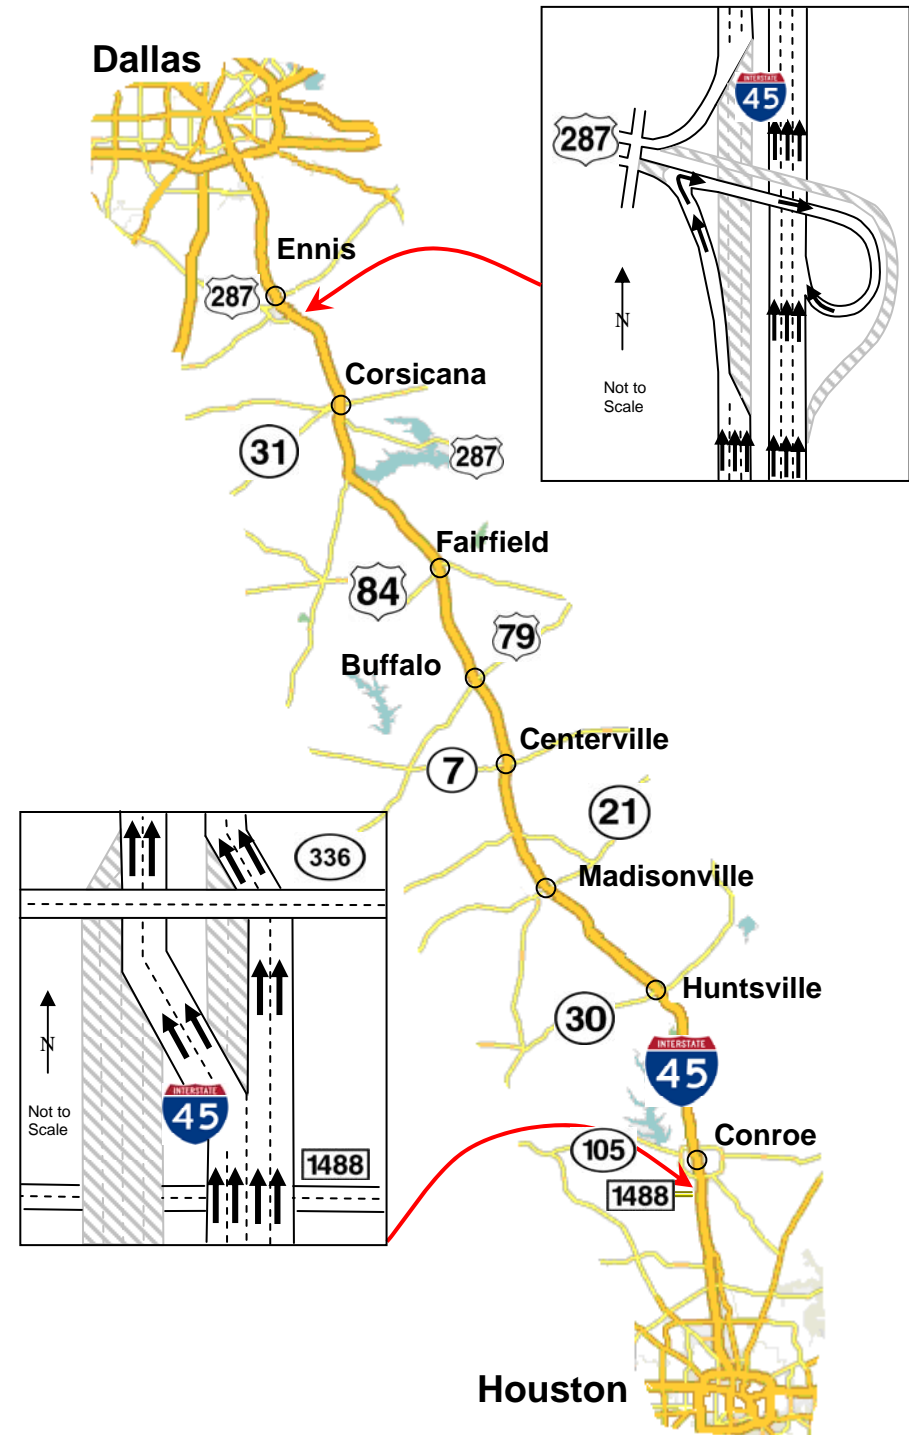 Dallas
INTERSTATE
45
287
Ennis
287
N
Not to
Scale
Corsicana
31
287
Fairfield
84
79
Buffalo
Centerville
7
21
336
Madisonville
Huntsville
30
N
INTERSTATE
45
INTERSTATE
45
Not to
Scale
Conroe
105
1488
1488
Houston